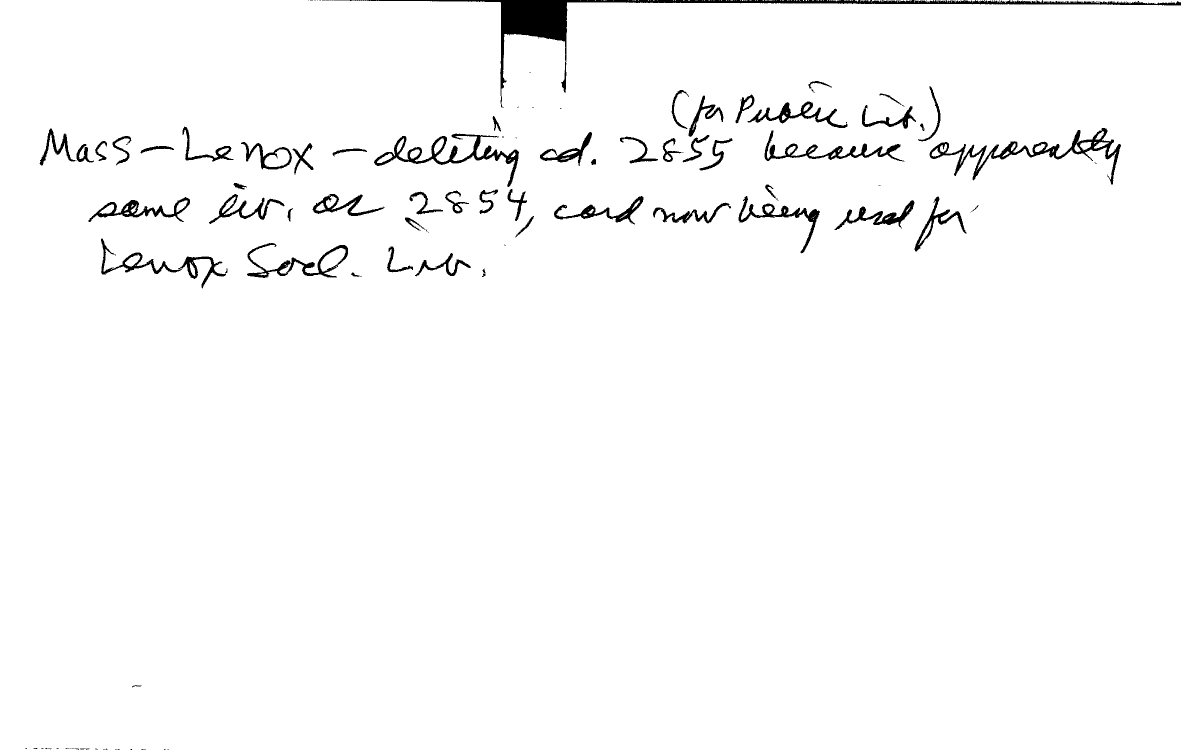 (for Public Lib.)
Mass - Lenox - deleting cd. 2855 because apparently
same lib. as 2854, card now being used for
Lenox Socl. Lib.